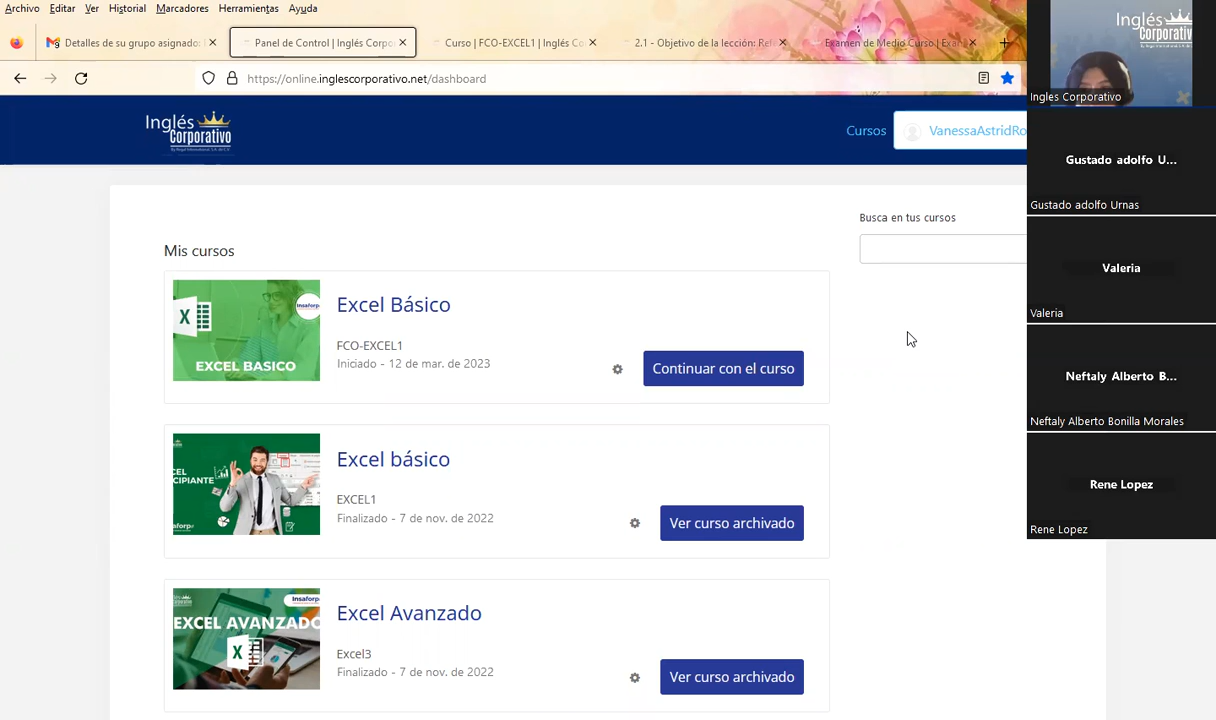 Archivo Editar Ver Historial Marcadores Herramientas Ayuda
Detalles de su grupo asignado:
Panel de Control | Inglés Corpo
Curso | FCO-EXCEL1 | Inglés Co
2.1 - Objetivo de la lección: Ref
Examen de Medio Curso | Exa
https://online.inglescorporativo.net/dashboard
Inglés
Corporativo
Cursos
VanessaAstridRo
Mis cursos
Busca en tus cursos
EXCEL BASICO
Excel Básico
FCO-EXCEL1
Iniciado - 12 de mar. de 2023
Continuar con el curso
Excel básico
EXCEL1
Finalizado - 7 de nov. de 2022
Ver curso archivado
EXCEL AVANZADO
Excel Avanzado
Excel3
Finalizado - 7 de nov. de 2022
Ver curso archivado
Inglés
Corporativo
Ingles Corporativo
Gustado adolfo U...
Gustado adolfo Urnas
Valeria
Valeria
Neftaly Alberto B...
Neftaly Alberto Bonilla Morales
Rene Lopez
Rene Lopez